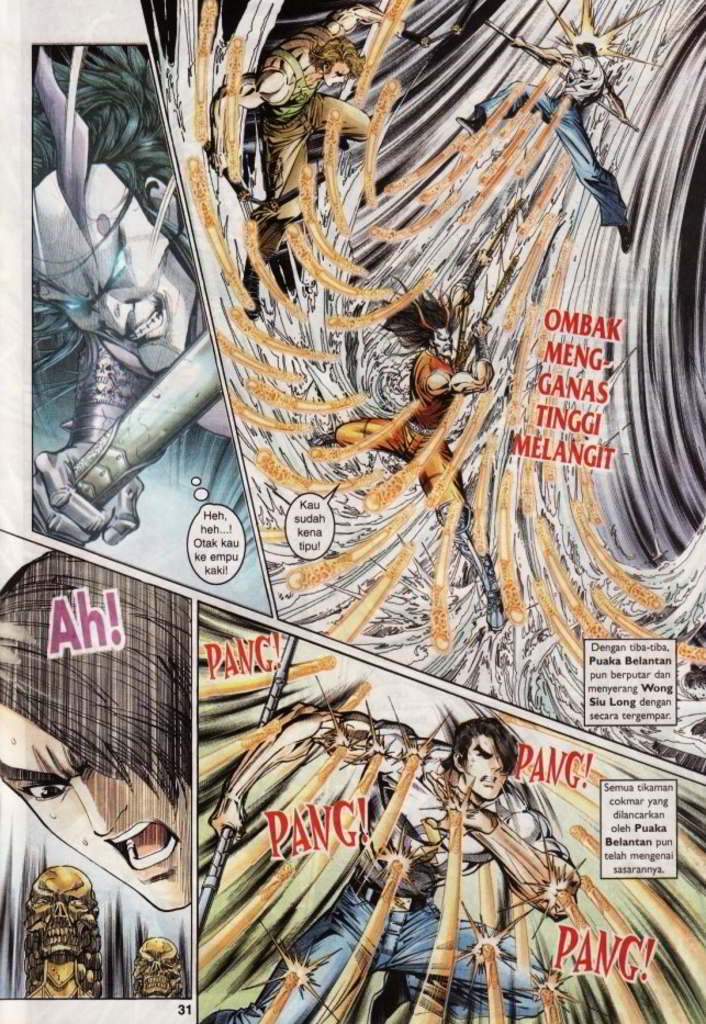 Heh,
heh...!
Otak kau
ke empu
kaki!
Kau
sudah
kena
tipu!
OMBAK
MENG-
GANAS
TINGGI
MELANGIT
Dengan tiba-tiba,
Puaka Belantan
pun berputar dan
menyerang Wong
Siu Long dengan
secara tergempar.
Ah!
PANG!
PANG!
PANG!
PANG!
Semua tikaman
cokmar yang
dilancarkan
oleh Puaka
Belantan pun
telah mengenai
sasarannya.
31